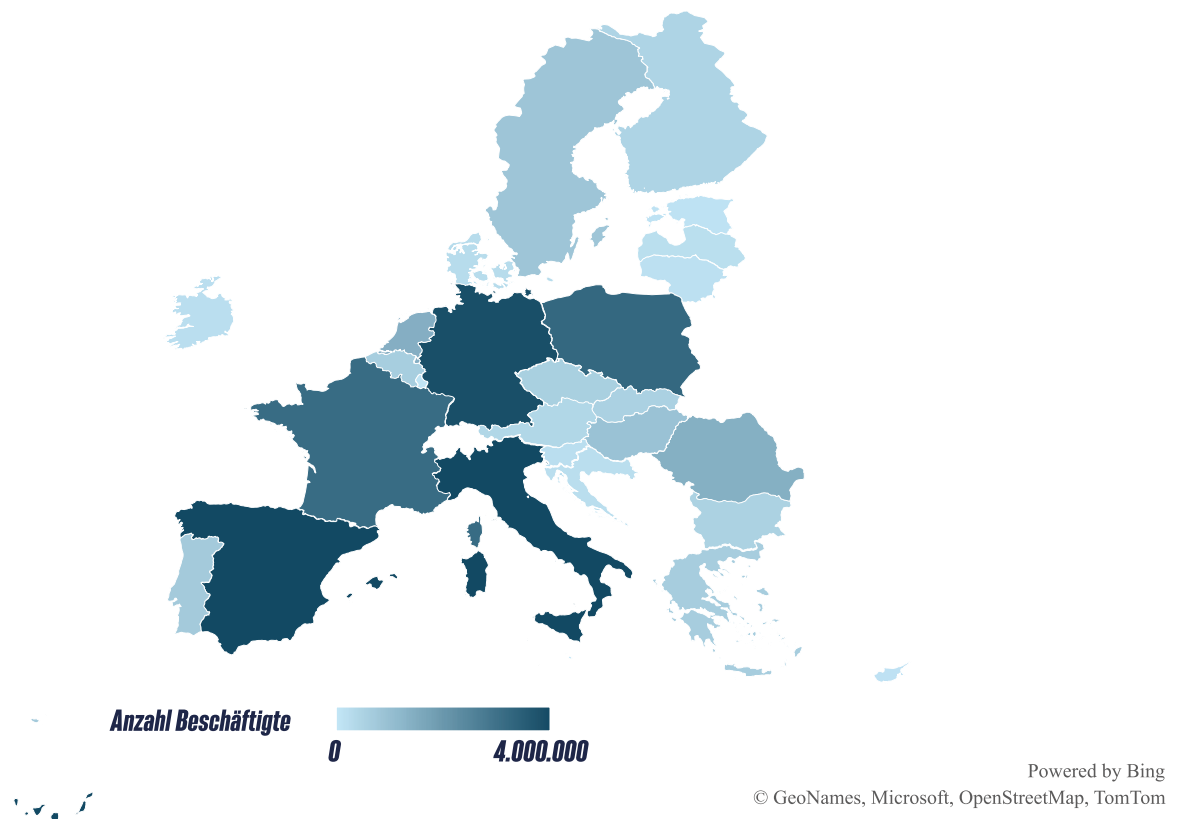 Anzahl Beschäftigte
0
4.000.000
Powered by Bing
© GeoNames, Microsoft, OpenStreetMap, TomTom